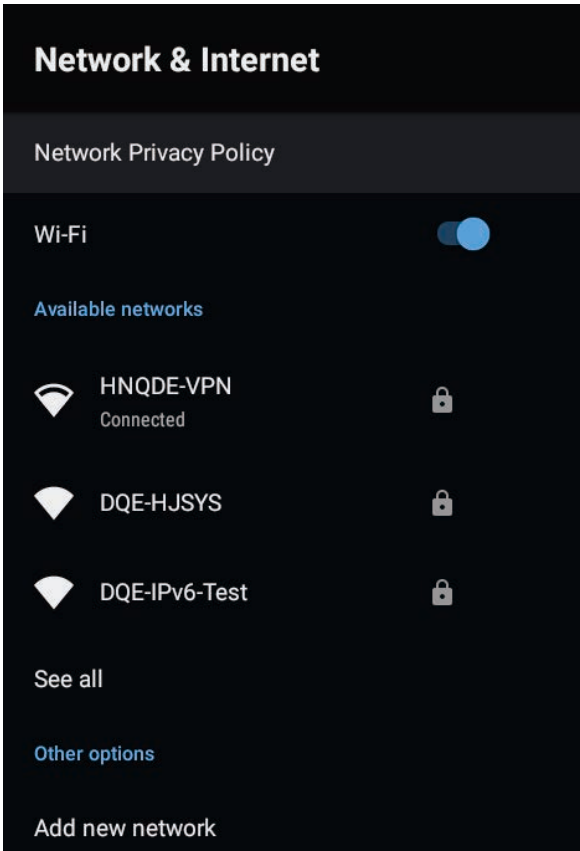 Network & Internet
Network Privacy Policy
Wi-Fi
Available networks
HNQDE-VPN
Connected
DQE-HJSYS
DQE-IPv6-Test
See all
Other options
Add new network